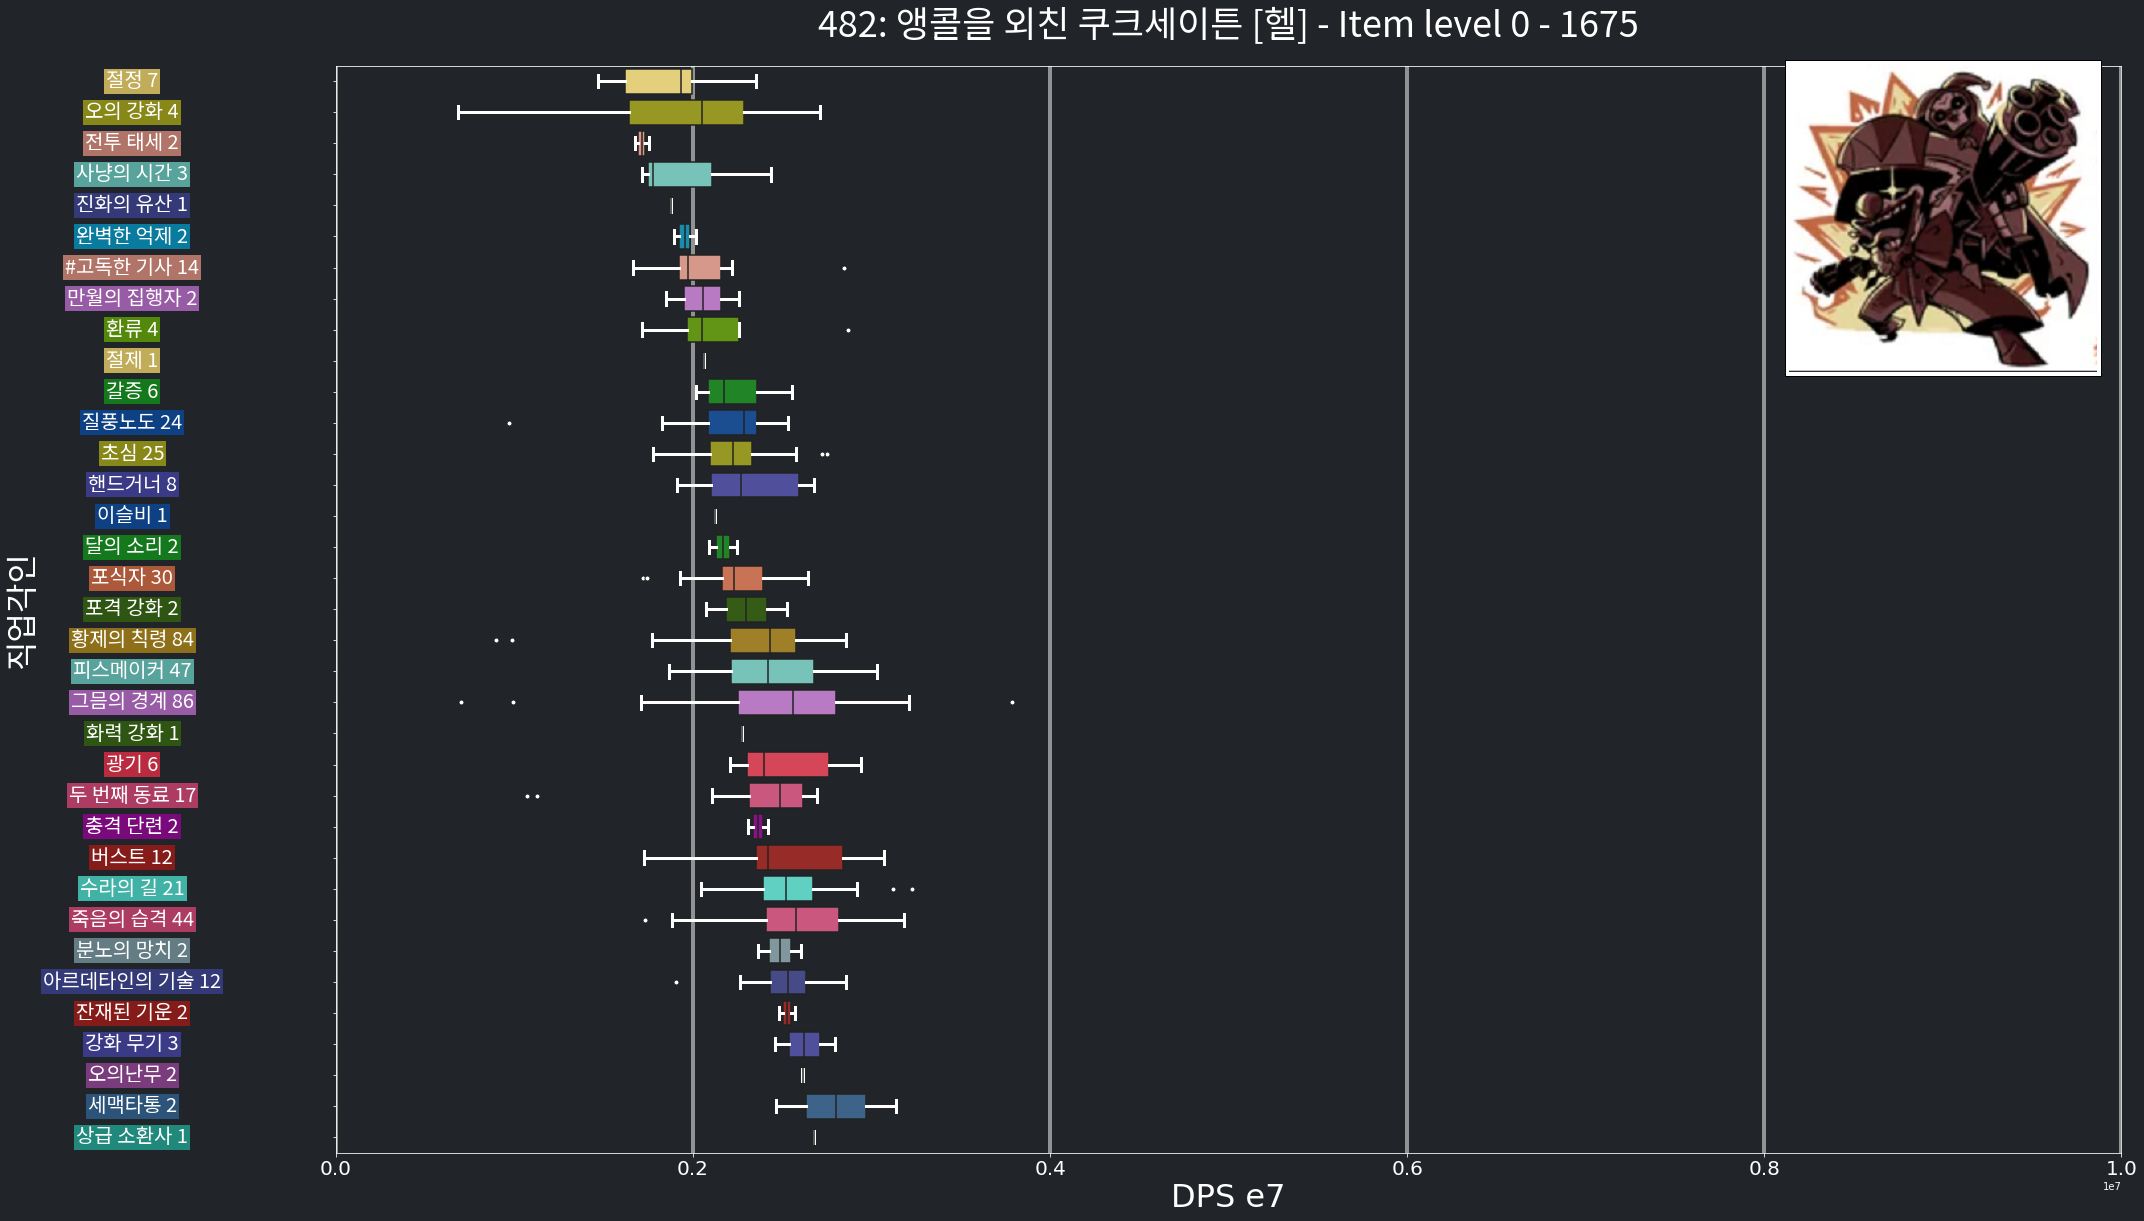 482: 앵콜을 외친 쿠크세이튼 [헬] - Item level 0 - 1675
절정 7
오의 강화 4
전투 태세 2
사냥의 시간 3
진화의 유산 1
완벽한 억제 2
#고독한 기사 14
만월의 집행자 2
환류 4
절제 1
갈증 6
질풍노도 24
초심 25
핸드거너 8
이슬비 1
달의 소리 2
포식자 30
포격 강화 2
황제의 칙령 84
피스메이커 47
그믐의 경계 86
화력 강화 1
광기 6
두 번째 동료 17
충격 단련 2
버스트 12
수라의 길 21
죽음의 습격 44
분노의 망치 2
아르데타인의 기술 12
잔재된 기운 2
강화 무기 3
오의난무 2
세맥타통 2
상급 소환사 1
직업각인
0.0 0.2 0.4 0.6 0.8 1.0
1e7
DPS e7